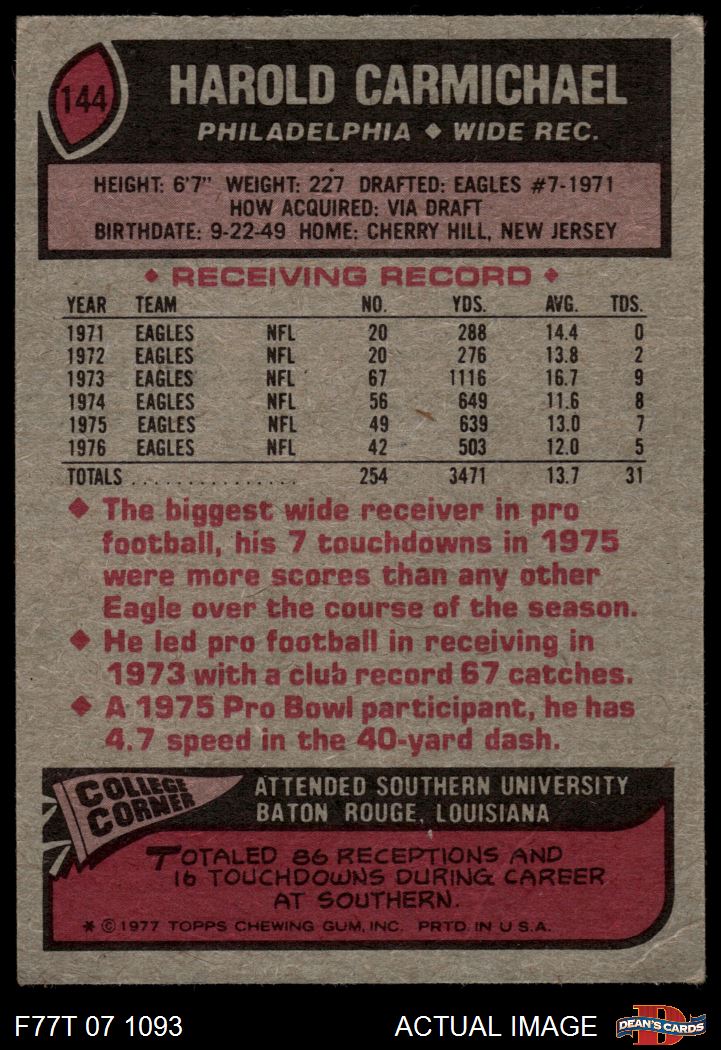 144
HAROLD CARMICHAEL
PHILADELPHIA ♦ WIDE REC.
HEIGHT: 6'7" WEIGHT: 227 DRAFTED: EAGLES #7-1971
HOW ACQUIRED: VIA DRAFT
BIRTHDATE: 9-22-49 HOME: CHERRY HILL, NEW JERSEY
♦ RECEIVING RECORD ♦
YEAR TEAM NO. YDS. AVG. TDS.
1971 EAGLES NFL 20 288 14.4 0
1972 EAGLES NFL 20 276 13.8 2
1973 EAGLES NFL 67 1116 16.7 9
1974 EAGLES NFL 56 649 11.6 8
1975 EAGLES NFL 49 639 13.0 7
1976 EAGLES NFL 42 503 12.0 5
TOTALS . . . . . . . . . . . . . . . . 254 3471 13.7 31
♦ The biggest wide receiver in pro
football, his 7 touchdowns in 1975
were more scores than any other
Eagle over the course of the season.
♦ He led pro football in receiving in
1973 with a club record 67 catches.
♦ A 1975 Pro Bowl participant, he has
4.7 speed in the 40-yard dash.
COLLEGE
CORNER
ATTENDED SOUTHERN UNIVERSITY
BATON ROUGE, LOUISIANA
TOTALED 86 RECEPTIONS AND
16 TOUCHDOWNS DURING CAREER
AT SOUTHERN.
* © 1977 TOPPS CHEWING GUM, INC. PRTD. IN U.S.A.
F77T 07 1093
ACTUAL IMAGE
D
DEAN'S CARDS